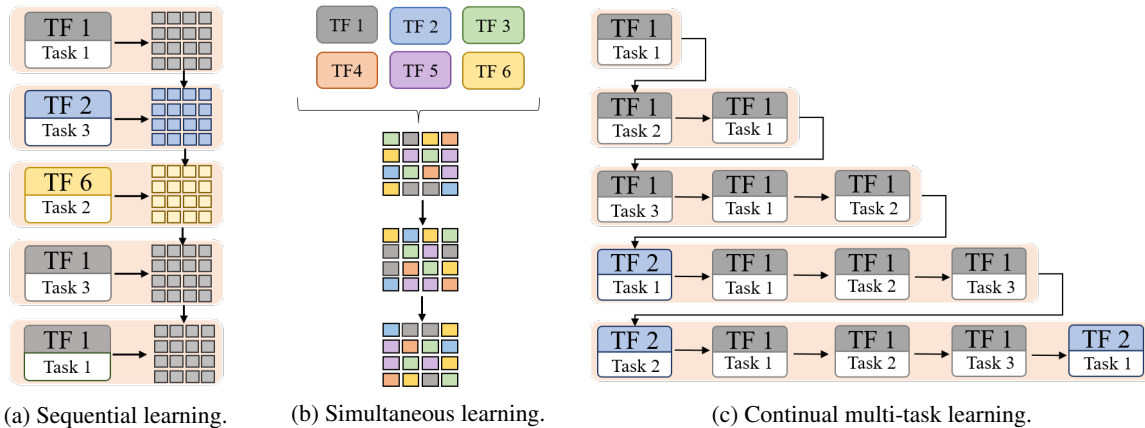 TF 1
Task 1
TF 2
Task 3
TF 6
Task 2
TF 1
Task 3
TF 1
Task 1
(a) Sequential learning.
TF 1 TF 2 TF 3
TF4 TF 5 TF 6
(b) Simultaneous learning.
TF 1
Task 1
TF 1 TF 1
Task 2 Task 1
TF 1 TF 1 TF 1
Task 3 Task 1 Task 2
TF 2 TF 1 TF 1 TF 1
Task 1 Task 1 Task 2 Task 3
TF 2 TF 1 TF 1 TF 1 TF 2
Task 2 Task 1 Task 2 Task 3 Task 1
(c) Continual multi-task learning.